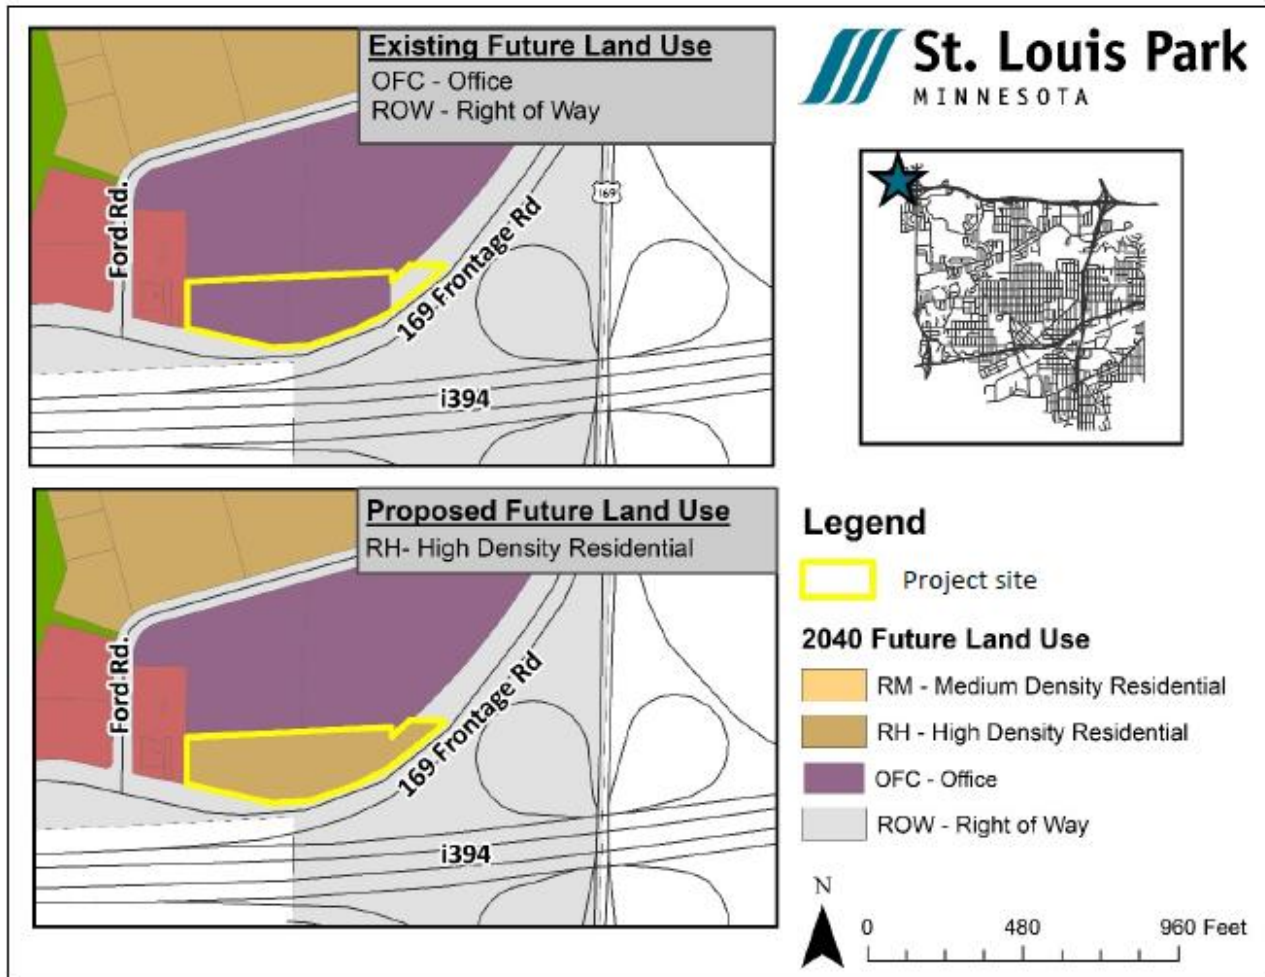 Existing Future Land Use
OFC - Office
ROW - Right of Way
Ford Rd.
169 Frontage Rd
169
i394
St. Louis Park
MINNESOTA
Proposed Future Land Use
RH- High Density Residential
Ford Rd.
169 Frontage Rd
i394
Legend
Project site
2040 Future Land Use
RM - Medium Density Residential
RH - High Density Residential
OFC - Office
ROW - Right of Way
N
0 480 960 Feet